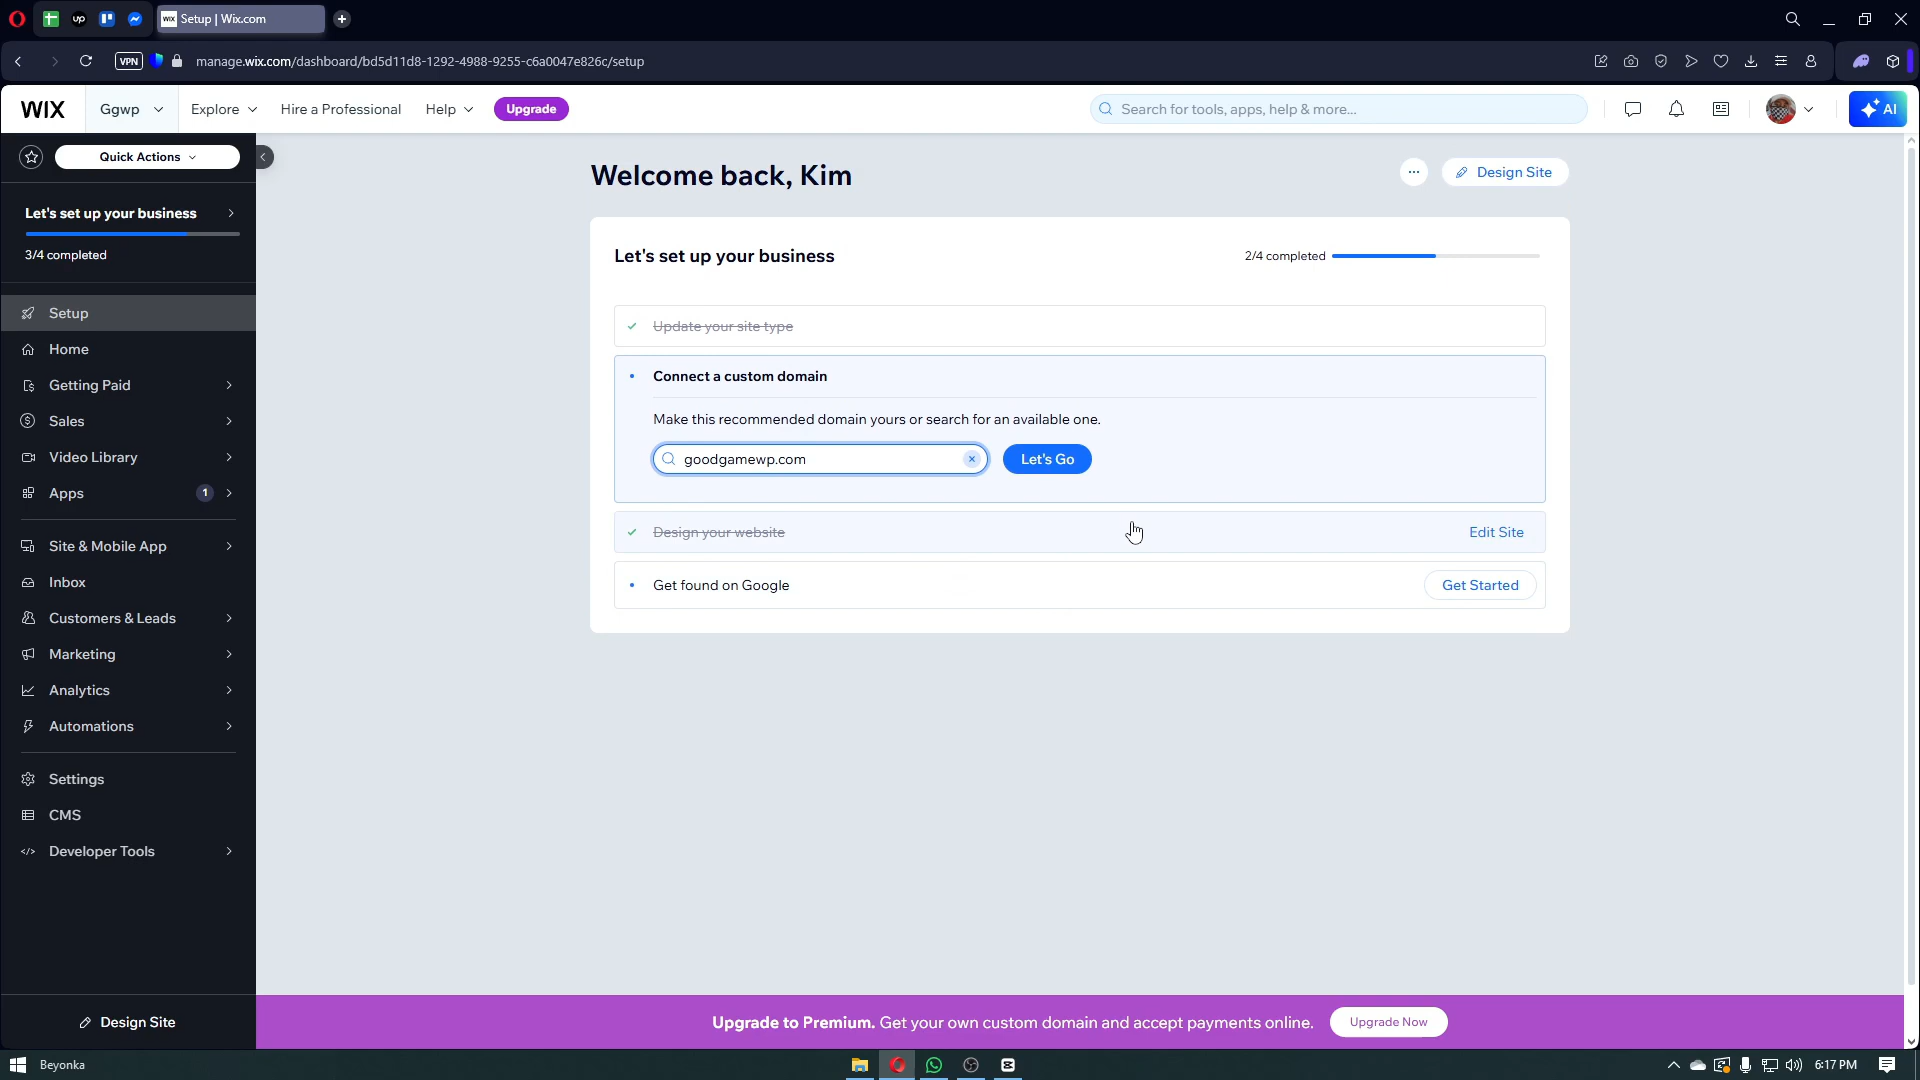 up
WIX Setup | Wix.com
VPN
manage.wix.com/dashboard/bd5d11d8-1292-4988-9255-c6a0047e826c/setup
WIX
Ggwp
Explore
Hire a Professional
Help
Upgrade
Search for tools, apps, help & more...
AI
Quick Actions
Let's set up your business
3/4 completed
Setup
Home
Getting Paid
Sales
Video Library
Apps
1
Site & Mobile App
Inbox
Customers & Leads
Marketing
Analytics
Automations
Settings
CMS
Developer Tools
Design Site
Welcome back, Kim
Design Site
Let's set up your business
2/4 completed
Update your site type
Connect a custom domain
Make this recommended domain yours or search for an available one.
goodgamewp.com
Let's Go
Design your website
Edit Site
Get found on Google
Get Started
Upgrade to Premium. Get your own custom domain and accept payments online.
Upgrade Now
Beyonka
6:17 PM